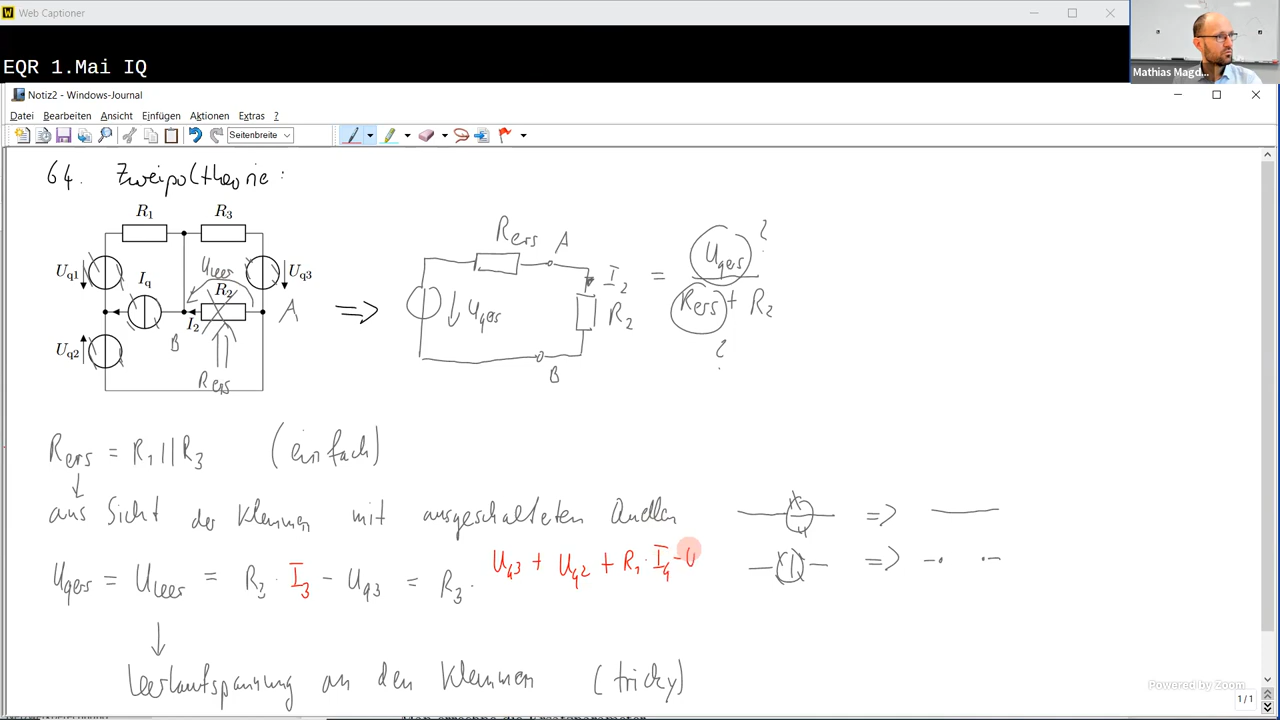 Web Captioner
EQR 1.Mai IQ
Mathias Magd...
Notiz2 - Windows-Journal
Datei Bearbeiten Ansicht Einfügen Aktionen Extras ?
Seitenbreite
64. Zweipoltheorie:
R1 R3
Uq1 Iq Uleer Uq3
R2 A
I2
B
Uq2
Rers
=>
Rers A
Uqers
I2
R2
B
= Uqers ?
Rers + R2
?
Rers = R1 || R3 (einfach)
aus Sicht der Klemmen mit ausgeschalteten Quellen =>
=>
Uqers = Uleer = R3 · I3 - Uq3 = R3 · Uq3 + Uq2 + R1 · Iq - U
Leerlaufspannung an den Klemmen (tricky)
Powered by Zoom
1 / 1